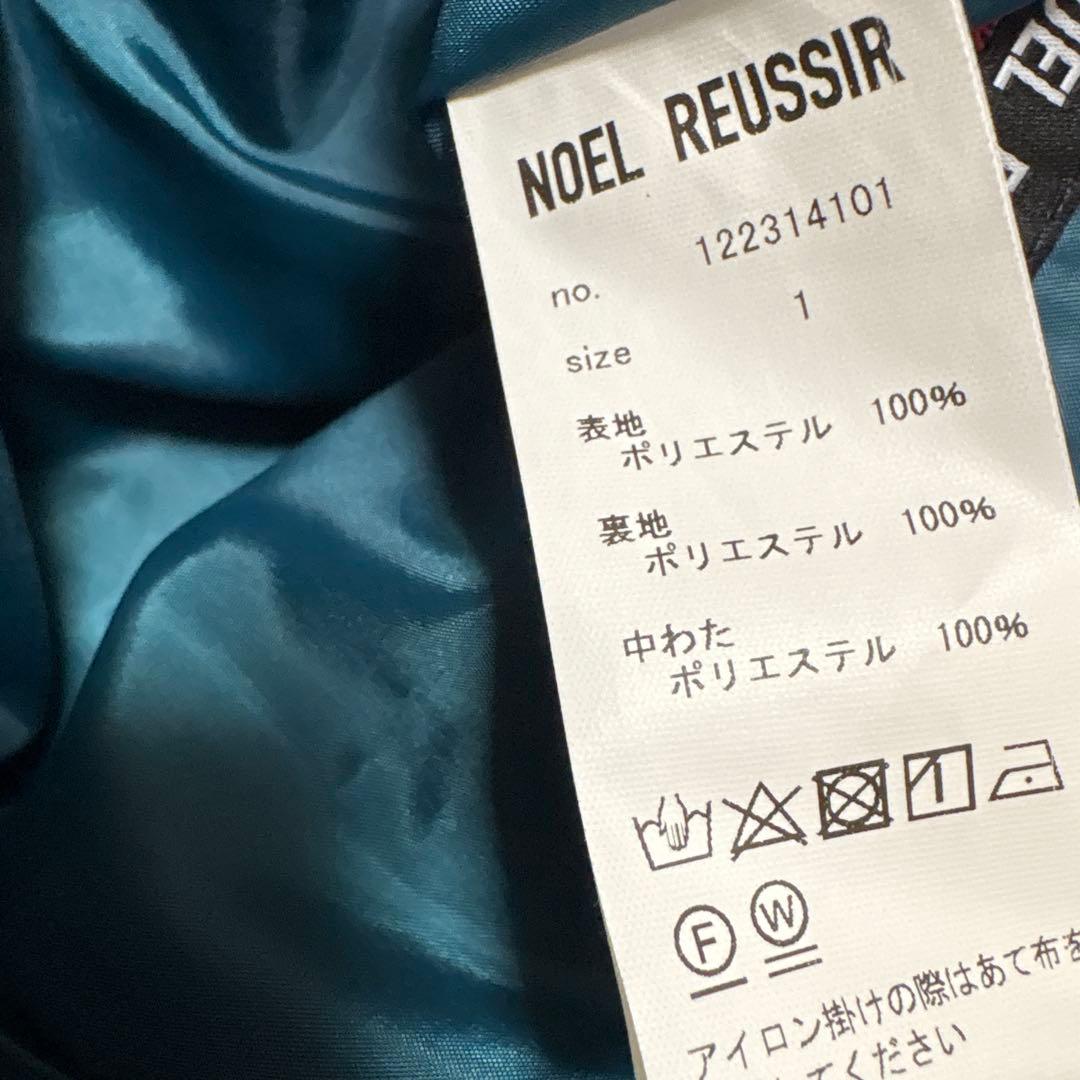 NOEL REUSSIR
no. 122314101
size 1
表地
ポリエステル 100%
裏地
ポリエステル 100%
中わた
ポリエステル 100%
F
W
アイロン掛けの際はあて布を
してください